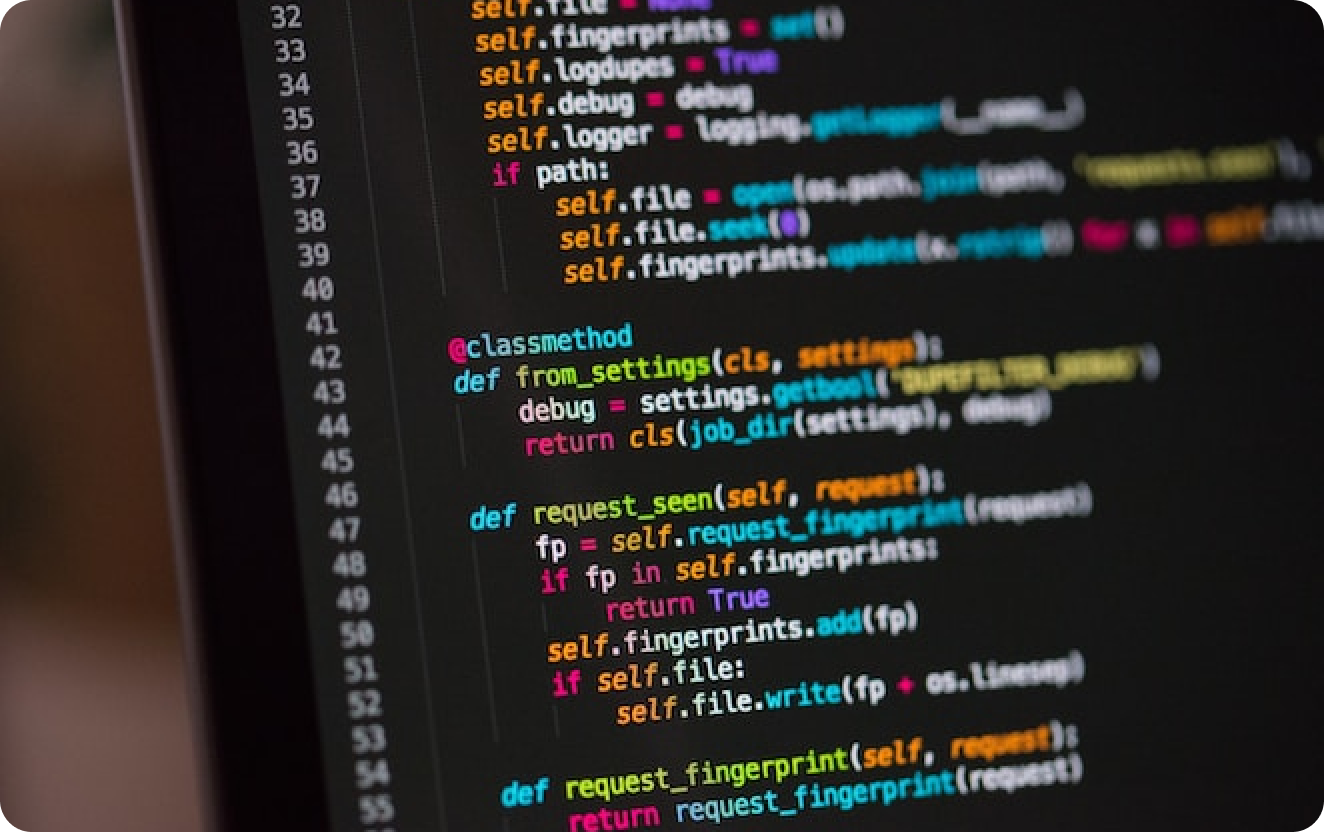 32 self.file = None
33 self.fingerprints = set()
34 self.logdupes = True
35 self.debug = debug
36 self.logger = logging.getLogger(__name__)
37 if path:
38 self.file = open(os.path.join(path, 'requests.seen'),
39 self.file.seek(0)
40 self.fingerprints.update(x.rstrip() for x in self.file
41
42 @classmethod
43 def from_settings(cls, settings):
44 debug = settings.getbool('DUPEFILTER_DEBUG')
45 return cls(job_dir(settings), debug)
46
47 def request_seen(self, request):
48 fp = self.request_fingerprint(request)
49 if fp in self.fingerprints:
50 return True
51 self.fingerprints.add(fp)
52 if self.file:
53 self.file.write(fp + os.linesep)
54
55 def request_fingerprint(self, request):
return request_fingerprint(request)